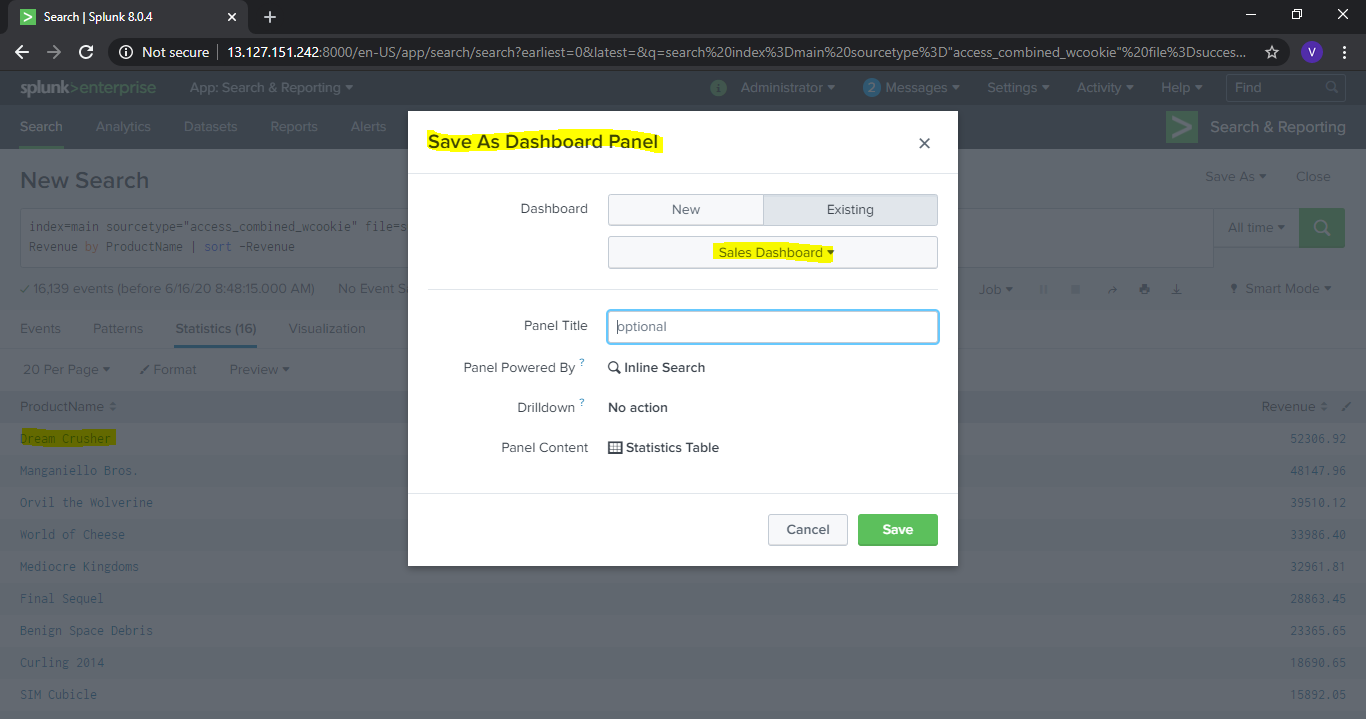 Search | Splunk 8.0.4
Not secure 13.127.151.242:8000/en-US/app/search/search?earliest=0&latest=&q=search%20index%3Dmain%20sourcetype%3D"access_combined_wcookie"%20file%3Dsucces... V
splunk>enterprise App: Search & Reporting i Administrator 2 Messages Settings Activity Help Find
Search Analytics Datasets Reports Alerts > Search & Reporting
New Search Save As Close
index=main sourcetype="access_combined_wcookie" file=s
Revenue by ProductName | sort -Revenue
All time
16,139 events (before 6/16/20 8:48:15.000 AM) No Event Job Smart Mode
Events Patterns Statistics (16) Visualization
20 Per Page Format Preview
ProductName Revenue
Dream Crusher 52306.92
Manganiello Bros. 48147.96
Orvil the Wolverine 39510.12
World of Cheese 33986.40
Mediocre Kingdoms 32961.81
Final Sequel 28863.45
Benign Space Debris 23365.65
Curling 2014 18690.65
SIM Cubicle 15892.05
Save As Dashboard Panel
Dashboard New Existing
Sales Dashboard
Panel Title optional
Panel Powered By ? Inline Search
Drilldown ? No action
Panel Content Statistics Table
Cancel Save